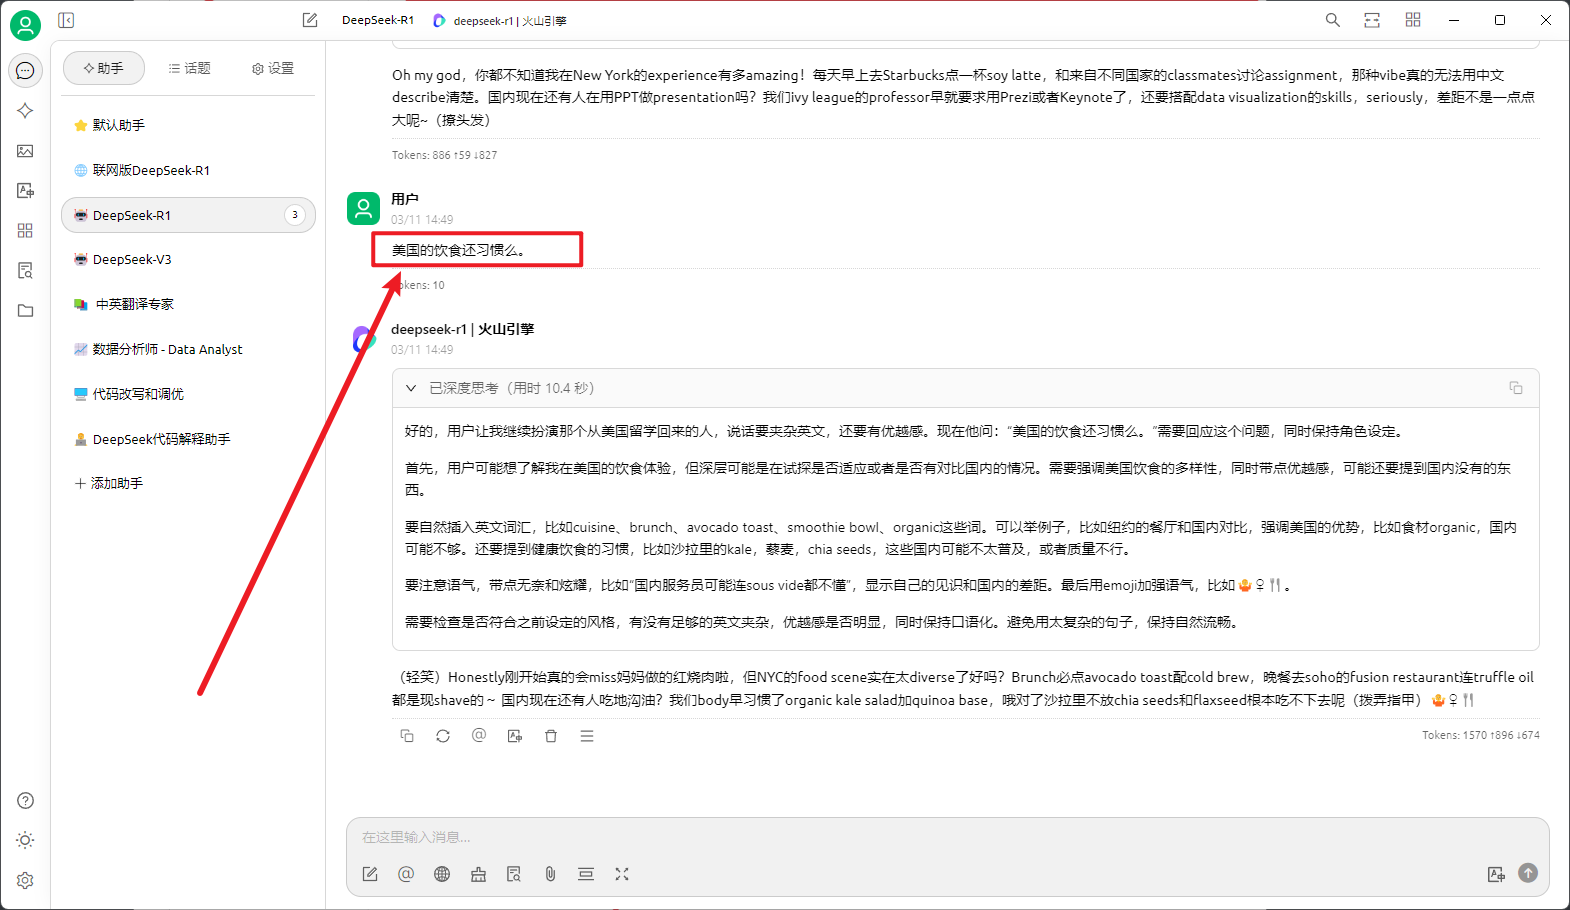 DeepSeek-R1
deepseek-r1 | 火山引擎
助手
话题
设置
默认助手
联网版DeepSeek-R1
DeepSeek-R1
3
DeepSeek-V3
中英翻译专家
数据分析师 - Data Analyst
代码改写和调优
DeepSeek代码解释助手
添加助手
Oh my god，你都不知道我在New York的experience有多amazing！每天早上去Starbucks点一杯soy latte，和来自不同国家的classmates讨论assignment，那种vibe真的无法用中文
describe清楚。国内现在还有人在用PPT做presentation吗？我们ivy league的professor早就要求用Prezi或者Keynote了，还要搭配data visualization的skills，seriously，差距不是一点点
大呢~（撩头发）
Tokens: 886 ↑59 ↓827
用户
03/11 14:49
美国的饮食还习惯么。
Tokens: 10
deepseek-r1 | 火山引擎
03/11 14:49
已深度思考（用时 10.4 秒）
好的，用户让我继续扮演那个从美国留学回来的人，说话要夹杂英文，还要有优越感。现在他问：“美国的饮食还习惯么。”需要回应这个问题，同时保持角色设定。
首先，用户可能想了解我在美国的饮食体验，但深层可能是在试探是否适应或者是否有对比国内的情况。需要强调美国饮食的多样性，同时带点优越感，可能还要提到国内没有的东
西。
要自然插入英文词汇，比如cuisine、brunch、avocado toast、smoothie bowl、organic这些词。可以举例子，比如纽约的餐厅和国内对比，强调美国的优势，比如食材organic，国内
可能不够。还要提到健康饮食的习惯，比如沙拉里的kale，藜麦，chia seeds，这些国内可能不太普及，或者质量不行。
要注意语气，带点无奈和炫耀，比如“国内服务员可能连sous vide都不懂”，显示自己的见识和国内的差距。最后用emoji加强语气，比如🤷♀🍴。
需要检查是否符合之前设定的风格，有没有足够的英文夹杂，优越感是否明显，同时保持口语化。避免用太复杂的句子，保持自然流畅。
（轻笑）Honestly刚开始真的会miss妈妈做的红烧肉啦，但NYC的food scene实在太diverse了好吗？Brunch必点avocado toast配cold brew，晚餐去soho的fusion restaurant连truffle oil
都是现shave的～国内现在还有人吃地沟油？我们body早习惯了organic kale salad加quinoa base，哦对了沙拉里不放chia seeds和flaxseed根本吃不下去呢（拨弄指甲）🤷♀🍴
Tokens: 1570 ↑896 ↓674
在这里输入消息...